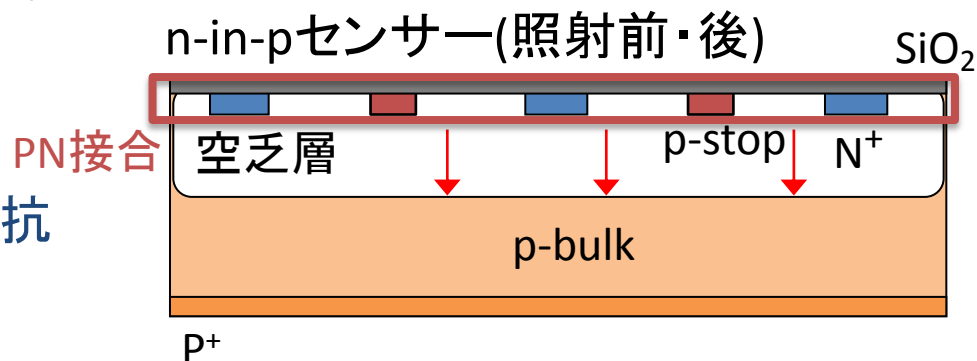 n-in-pセンサー(照射前・後)
SiO₂
PN接合
空乏層
p-stop
N⁺
抗
p-bulk
P⁺